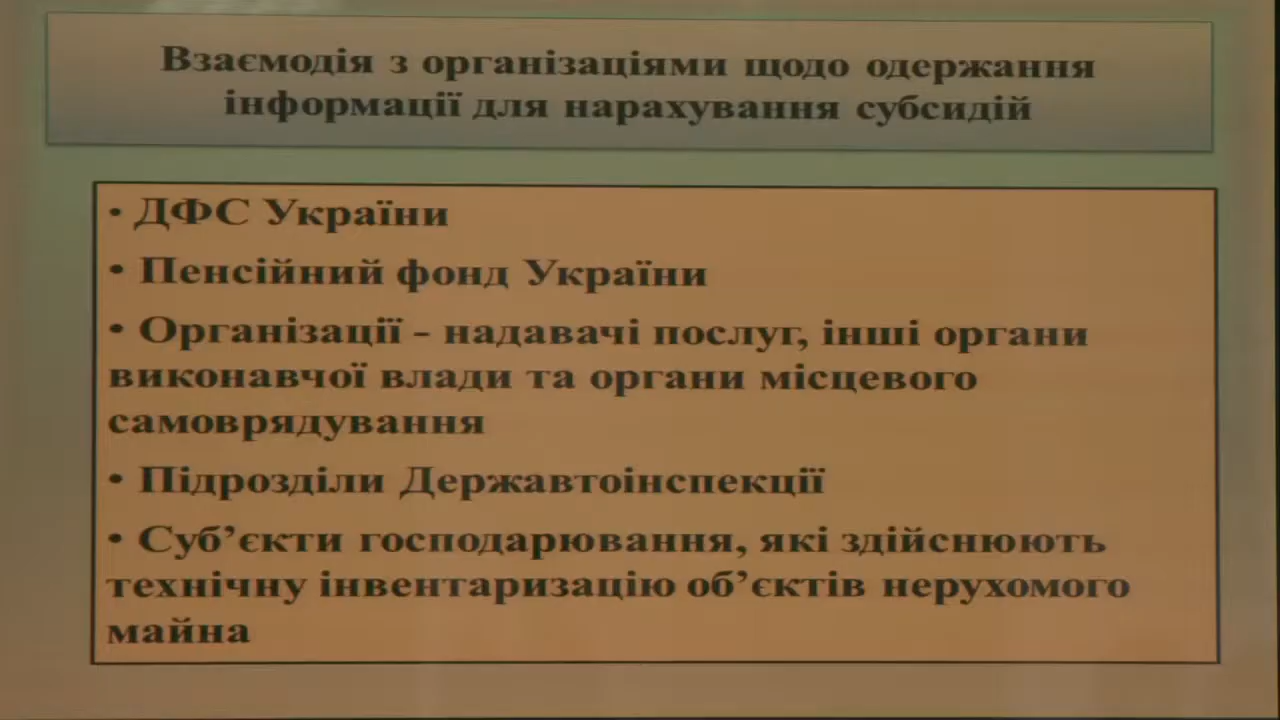 Взаємодія з організаціями щодо одержання
інформації для нарахування субсидій
• ДФС України
• Пенсійний фонд України
• Організації - надавачі послуг, інші органи
виконавчої влади та органи місцевого
самоврядування
• Підрозділи Державтоінспекції
• Суб’єкти господарювання, які здійснюють
технічну інвентаризацію об’єктів нерухомого
майна